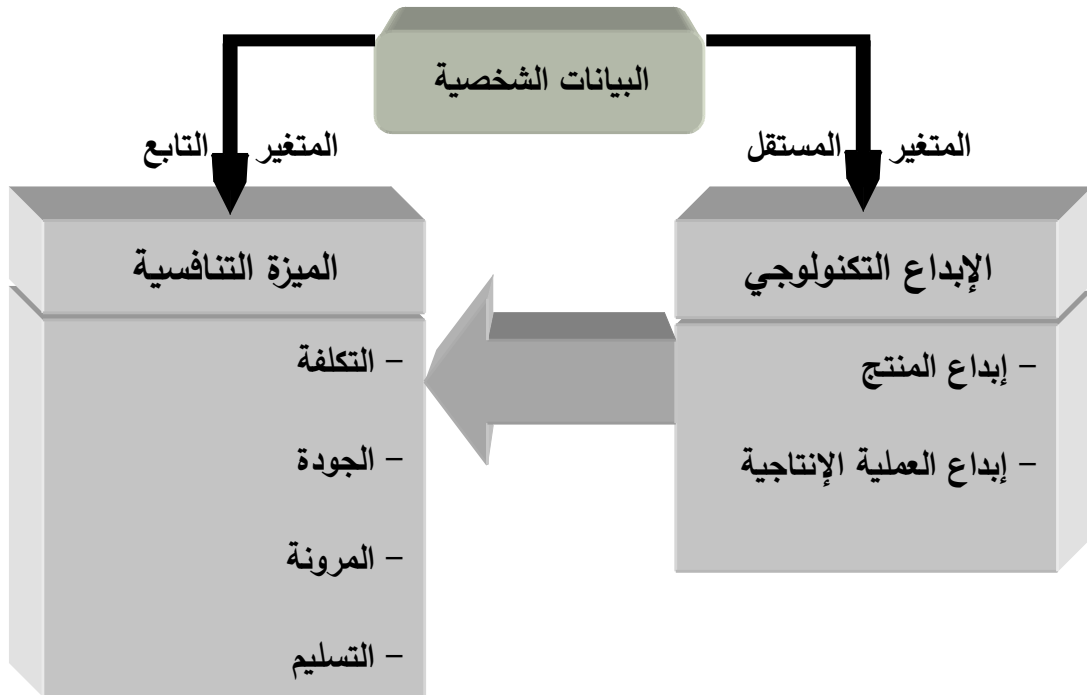 البيانات الشخصية
المتغير المستقل
المتغير التابع
الإبداع التكنولوجي
- إبداع المنتج
- إبداع العملية الإنتاجية
الميزة التنافسية
- التكلفة
- الجودة
- المرونة
- التسليم